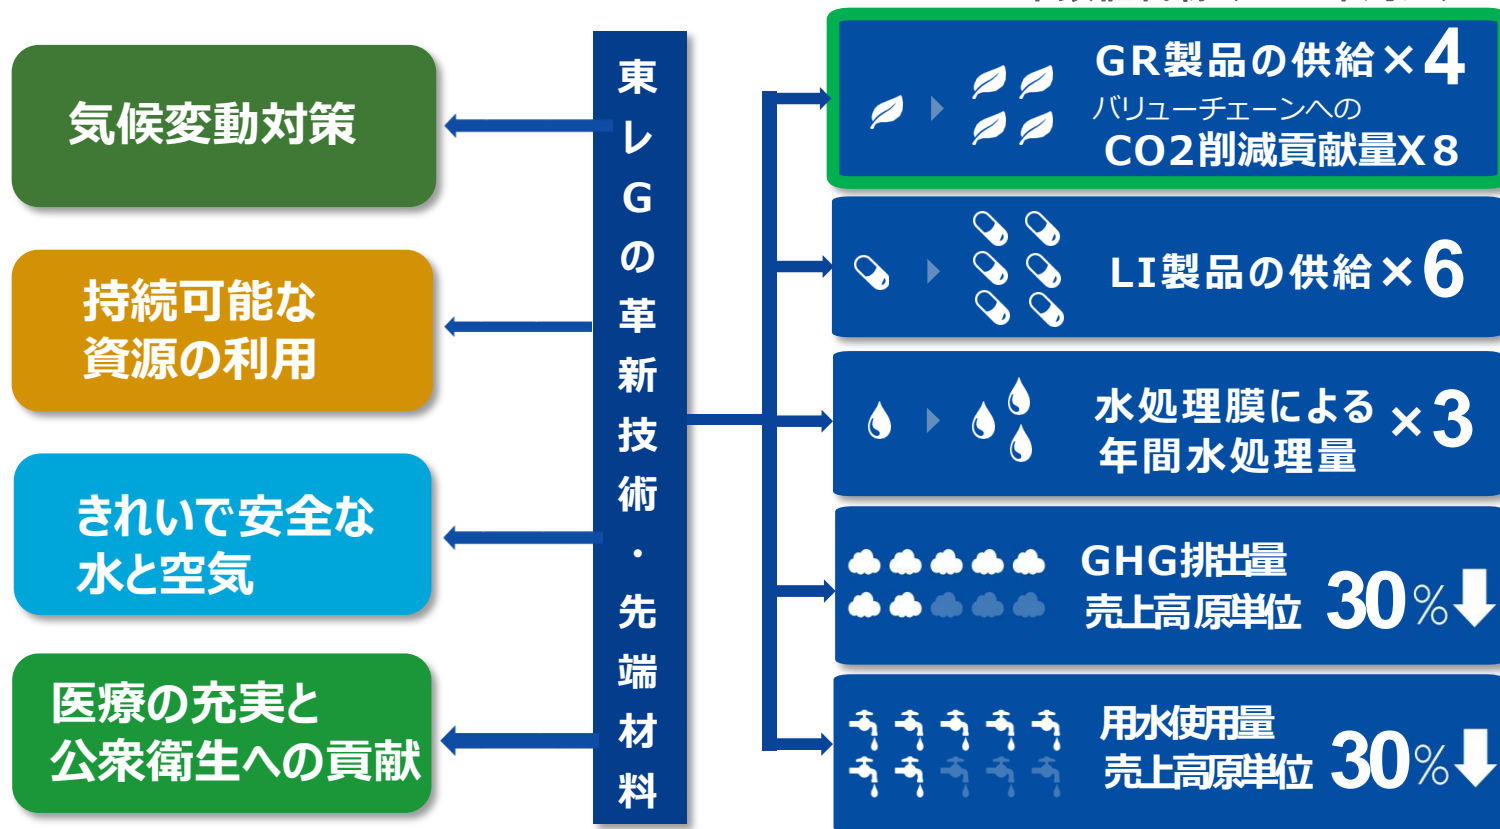 気候変動対策
持続可能な
資源の利用
きれいで安全な
水と空気
医療の充実と
公衆衛生への貢献
東レGの革新技術・先端材料
GR製品の供給×4
バリューチェーンへの
CO2削減貢献量X8
LI製品の供給×6
水処理膜による
年間水処理量 ×3
GHG排出量
売上高原単位 30%
用水使用量
売上高原単位 30%